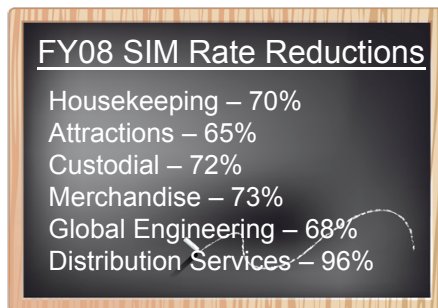 FY08 SIM Rate Reductions
Housekeeping – 70%
Attractions – 65%
Custodial – 72%
Merchandise – 73%
Global Engineering – 68%
Distribution Services – 96%